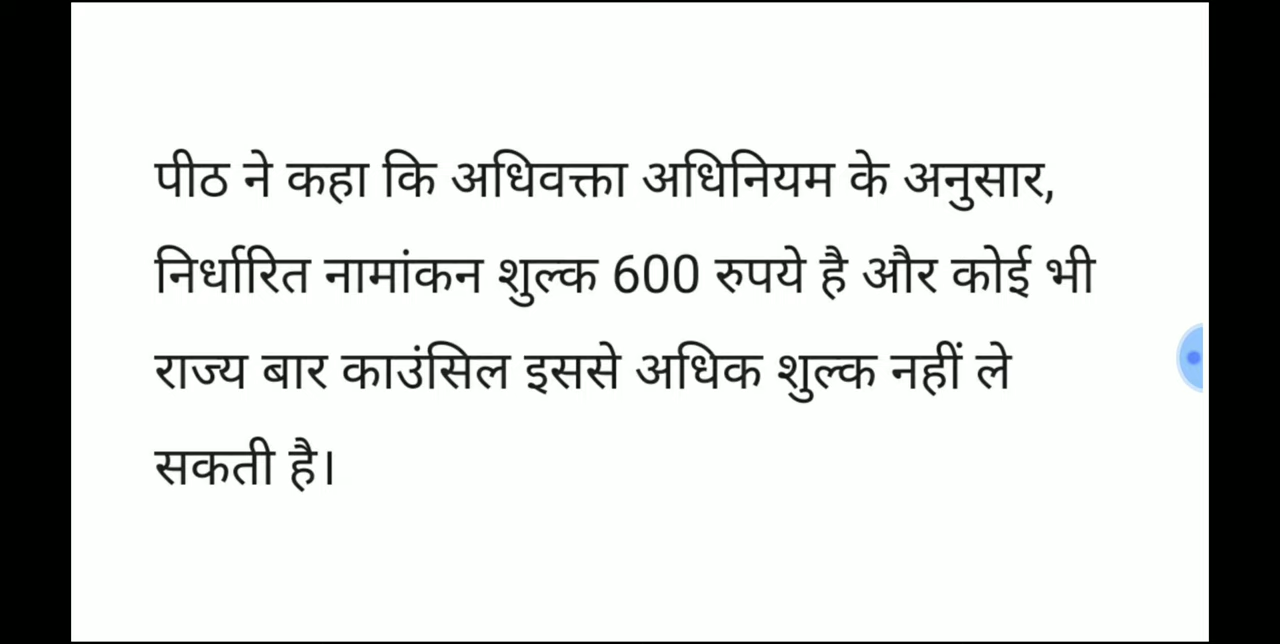 पीठ ने कहा कि अधिवक्ता अधिनियम के अनुसार,
निर्धारित नामांकन शुल्क 600 रुपये है और कोई भी
राज्य बार काउंसिल इससे अधिक शुल्क नहीं ले
सकती है।